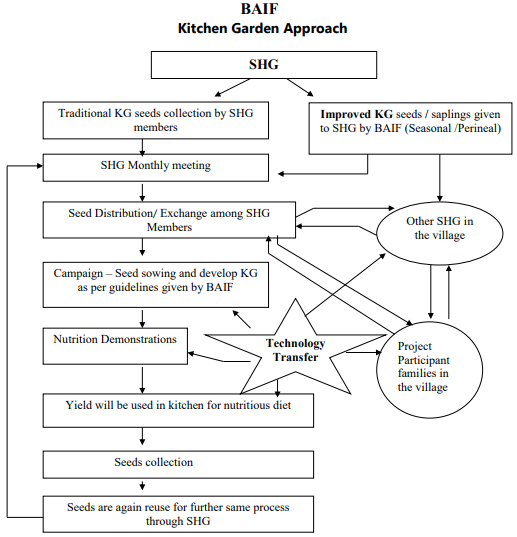 BAIF
Kitchen Garden Approach
SHG
Traditional KG seeds collection by SHG
members
Improved KG seeds / saplings given
to SHG by BAIF (Seasonal /Perineal)
SHG Monthly meeting
Seed Distribution/ Exchange among SHG
Members
Other SHG in
the village
Campaign – Seed sowing and develop KG
as per guidelines given by BAIF
Nutrition Demonstrations
Technology
Transfer
Project
Participant
families in
the village
Yield will be used in kitchen for nutritious diet
Seeds collection
Seeds are again reuse for further same process
through SHG